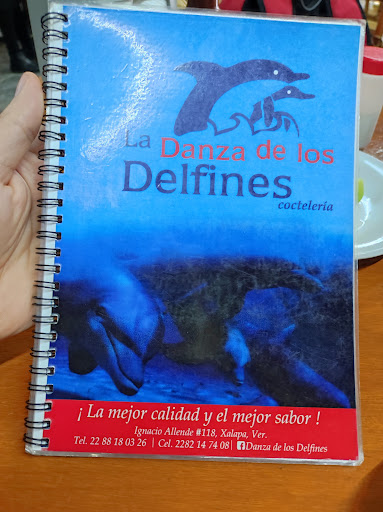 La Danza de los
Delfines
coctelería
¡ La mejor calidad y el mejor sabor !
Ignacio Allende #118, Xalapa, Ver.
Tel. 22 88 18 03 26 | Cel. 2282 14 74 08 | f Danza de los Delfines